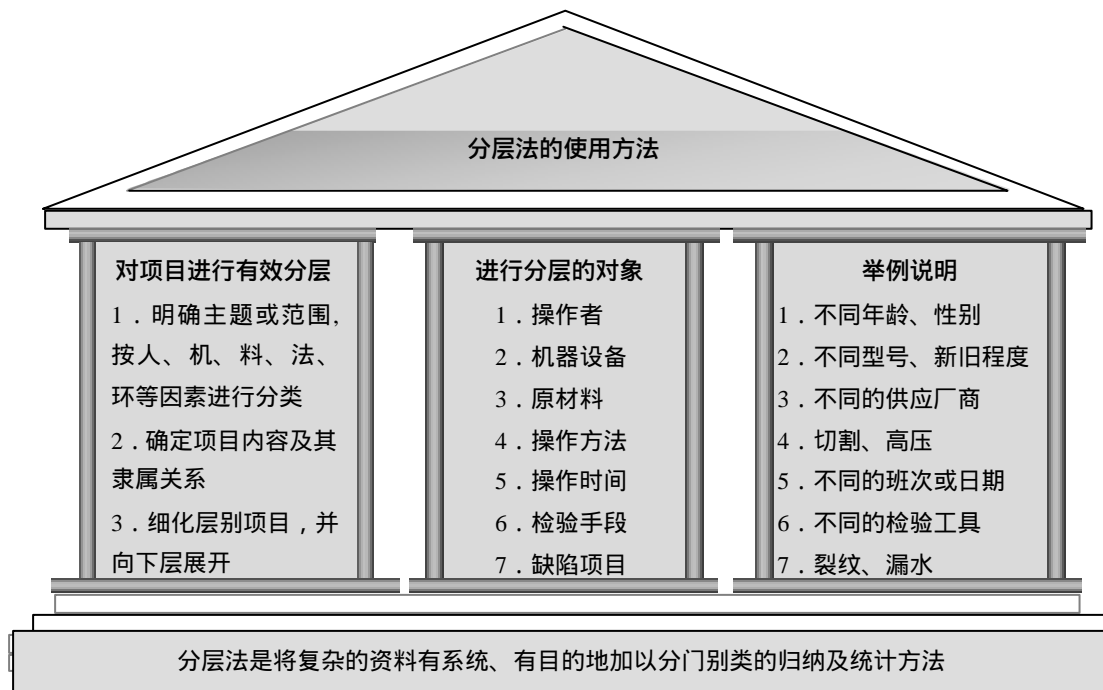 分层法的使用方法
对项目进行有效分层
1．明确主题或范围,
按人、机、料、法、
环等因素进行分类
2．确定项目内容及其
隶属关系
3．细化层别项目，并
向下层展开
进行分层的对象
1．操作者
2．机器设备
3．原材料
4．操作方法
5．操作时间
6．检验手段
7．缺陷项目
举例说明
1．不同年龄、性别
2．不同型号、新旧程度
3．不同的供应厂商
4．切割、高压
5．不同的班次或日期
6．不同的检验工具
7．裂纹、漏水
分层法是将复杂的资料有系统、有目的地加以分门别类的归纳及统计方法